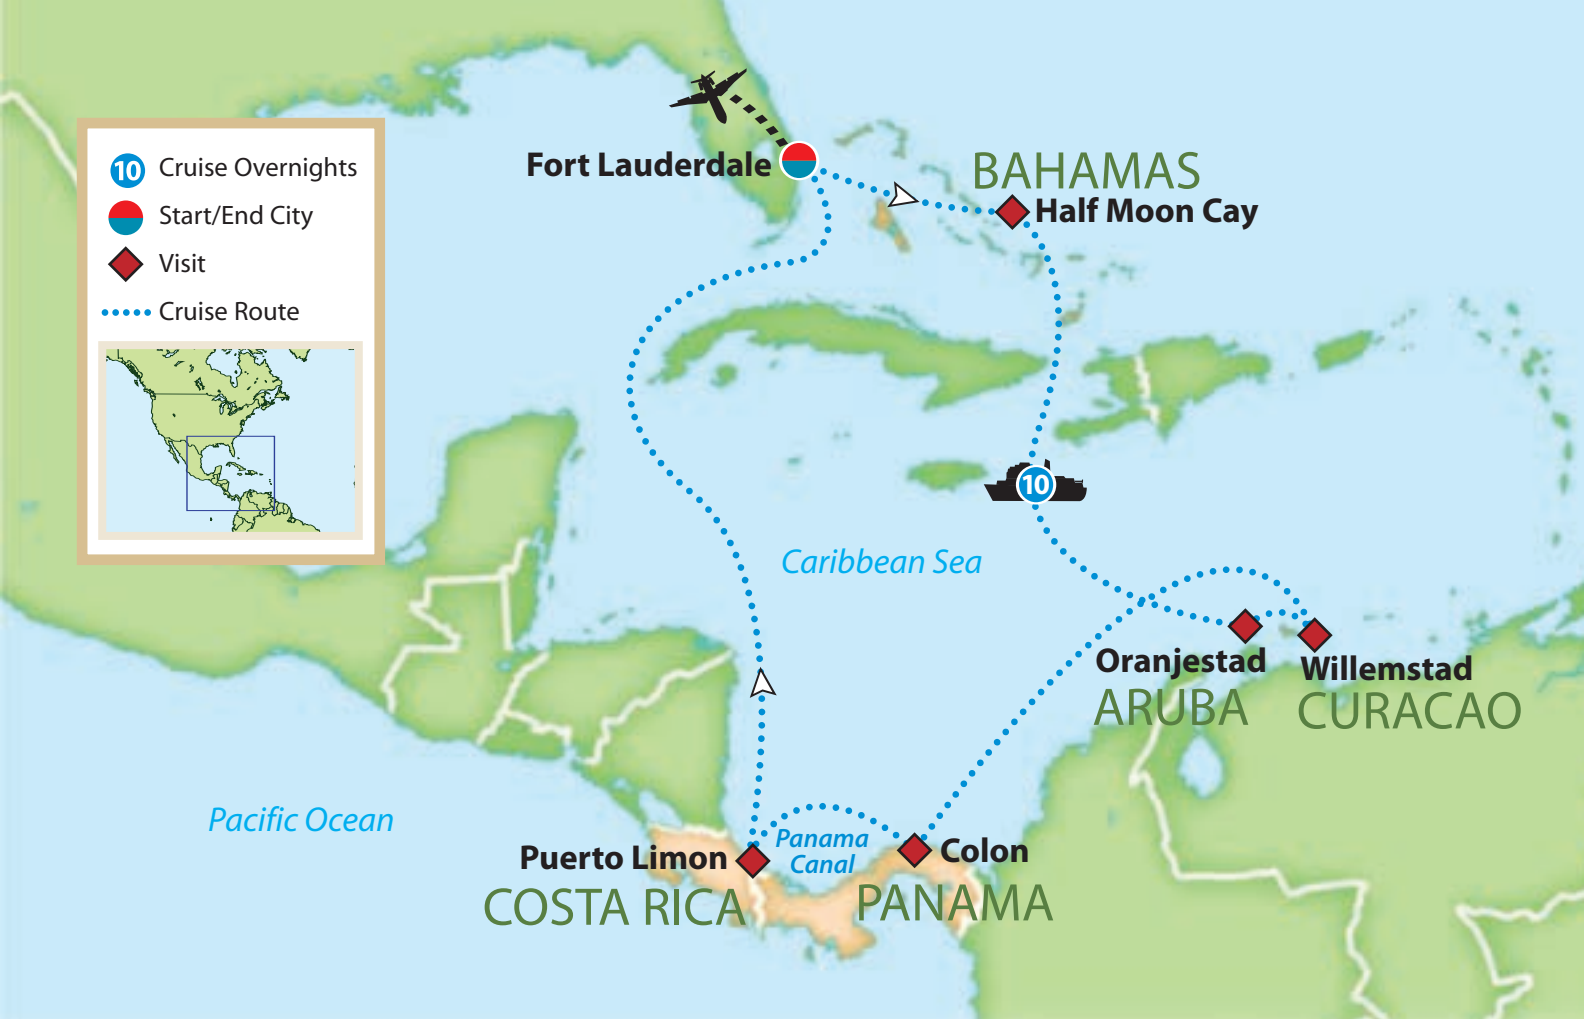 10 Cruise Overnights
Start/End City
Visit
Cruise Route
Fort Lauderdale
BAHAMAS
Half Moon Cay
10
Caribbean Sea
Oranjestad
ARUBA
Willemstad
CURACAO
Pacific Ocean
Puerto Limon
COSTA RICA
Panama
Canal
Colon
PANAMA